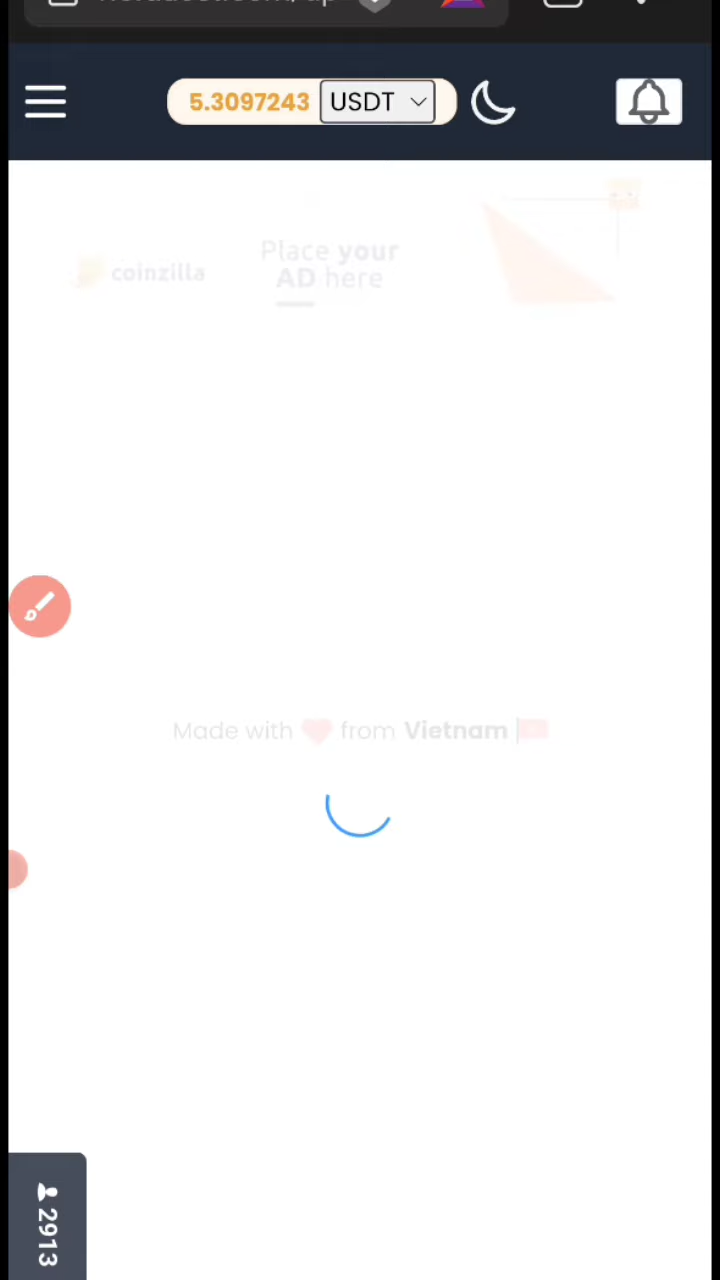 5.3097243 USDT
coinzilla
Place your
AD here
Made with from Vietnam
2913